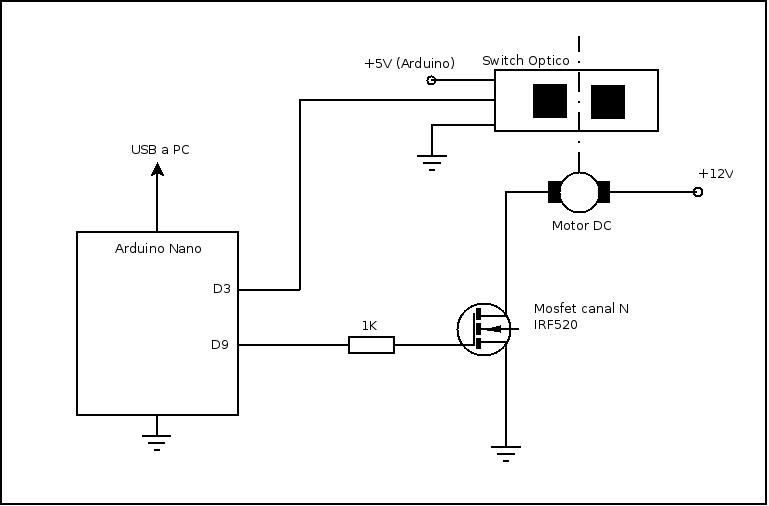 +5V (Arduino)
Switch Optico
USB a PC
+12V
Motor DC
Arduino Nano
D3
Mosfet canal N
IRF520
1K
D9